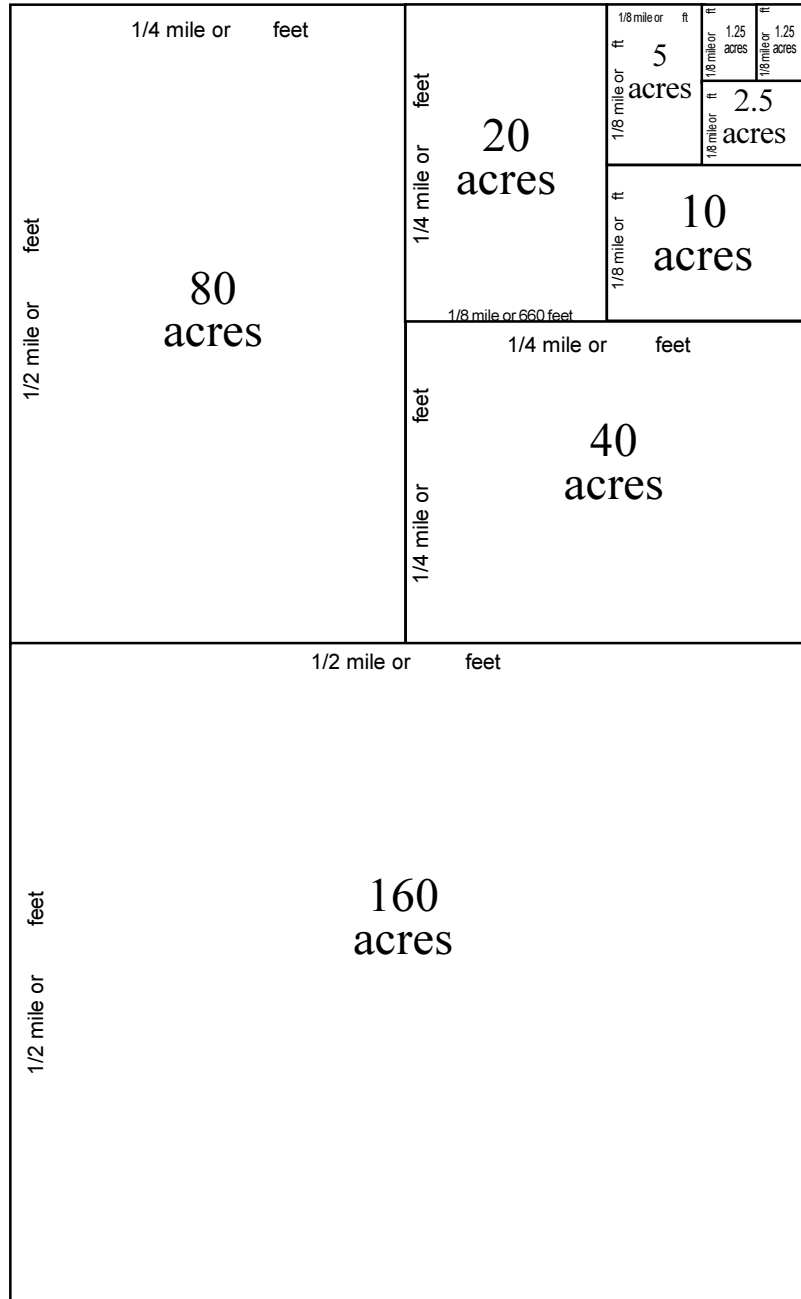 1/4 mile or feet
1/2 mile or feet
80
acres
1/4 mile or feet
20
acres
1/8 mile or 660 feet
1/8 mile or ft
1/8 mile or ft
5
acres
1/8 mile or ft
1.25
acres
1/8 mile or ft
1.25
acres
1/8 mile or ft
2.5
acres
1/8 mile or ft
10
acres
1/4 mile or feet
1/4 mile or feet
40
acres
1/2 mile or feet
1/2 mile or feet
160
acres